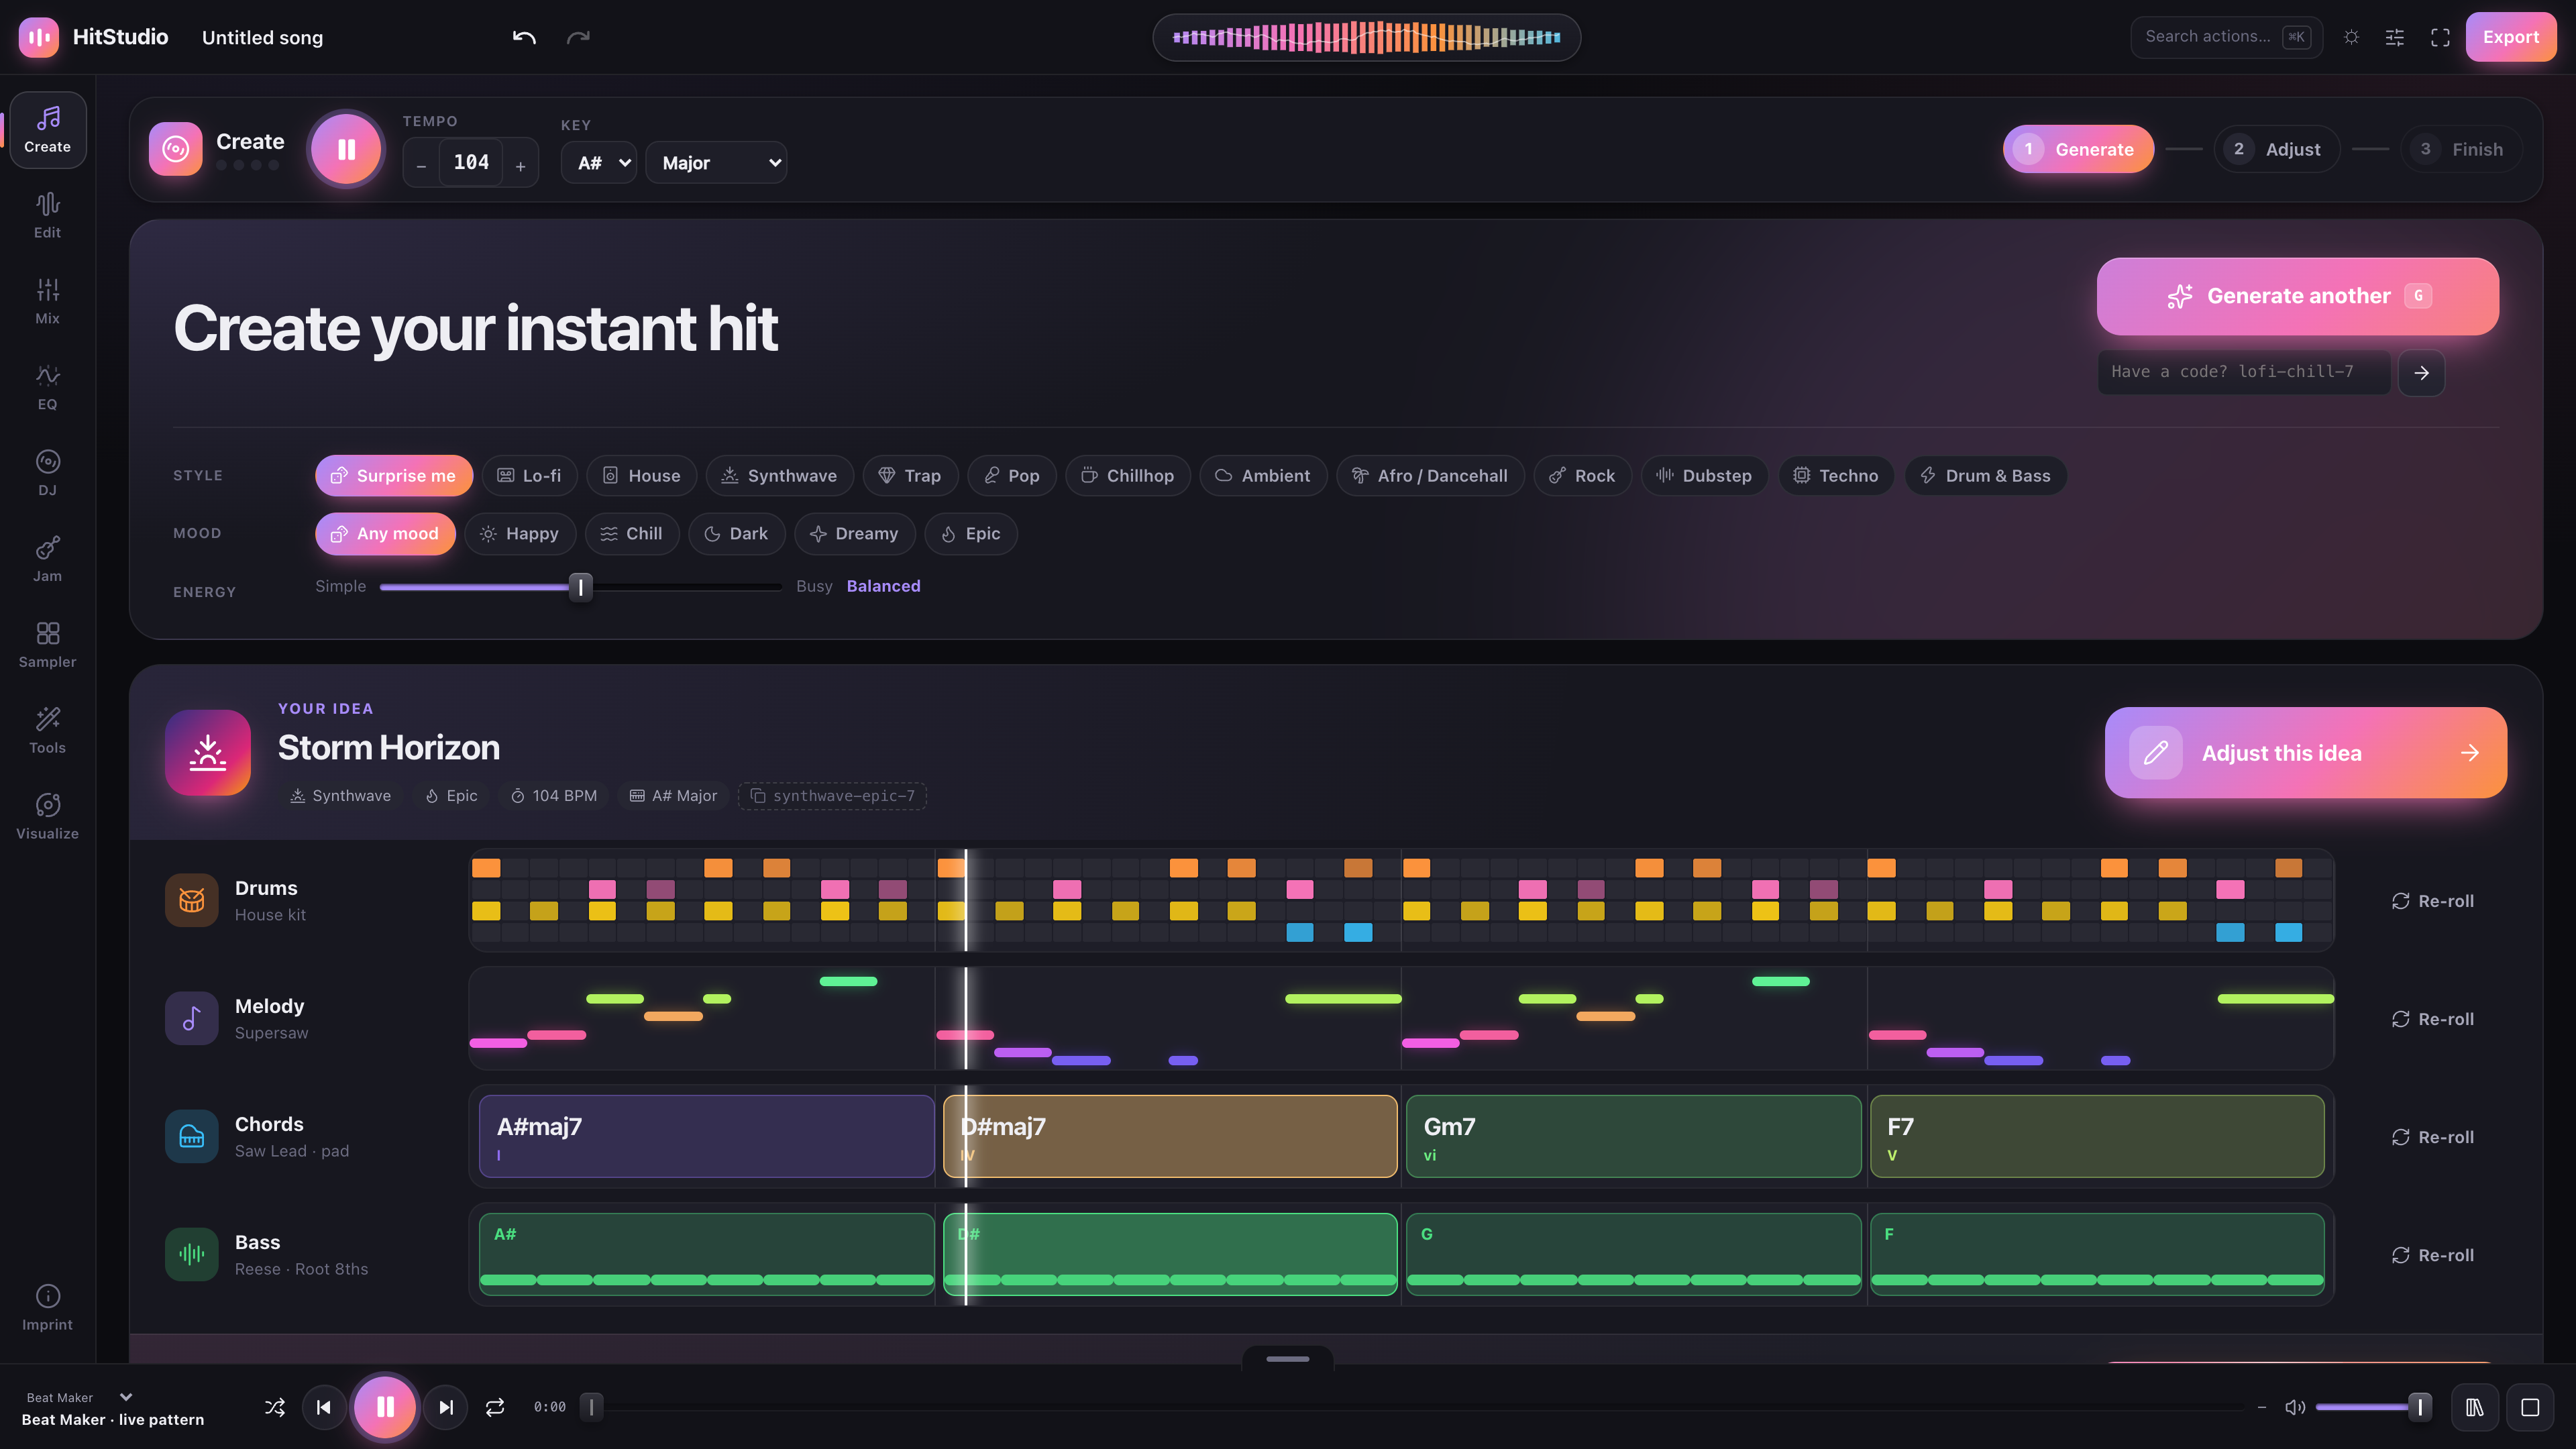 HitStudio
Untitled song
Search actions... ⌘K
Export
Create
Edit
Mix
EQ
DJ
Jam
Sampler
Tools
Visualize
Imprint
Create
TEMPO
− 104 +
KEY
A# Major
1 Generate
2 Adjust
3 Finish
Create your instant hit
Generate another G
Have a code? lofi-chill-7
STYLE
Surprise me Lo-fi House Synthwave Trap Pop Chillhop Ambient Afro / Dancehall Rock Dubstep Techno Drum & Bass
MOOD
Any mood Happy Chill Dark Dreamy Epic
ENERGY
Simple Busy Balanced
YOUR IDEA
Storm Horizon
Synthwave Epic 104 BPM A# Major synthwave-epic-7
Adjust this idea
Drums
House kit
Re-roll
Melody
Supersaw
Re-roll
Chords
Saw Lead · pad
A#maj7
I
D#maj7
IV
Gm7
vi
F7
V
Re-roll
Bass
Reese · Root 8ths
A#
D#
G
F
Re-roll
Beat Maker
Beat Maker · live pattern
0:00
–